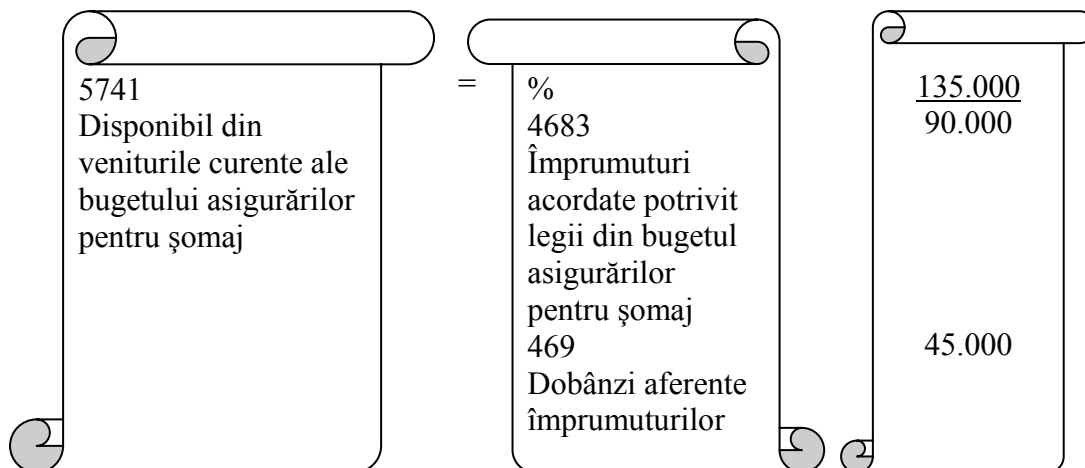 5741
Disponibil din
veniturile curente ale
bugetului asigurărilor
pentru şomaj
=
%
4683
Împrumuturi
acordate potrivit
legii din bugetul
asigurărilor
pentru şomaj
469
Dobânzi aferente
împrumuturilor
135.000
90.000
45.000